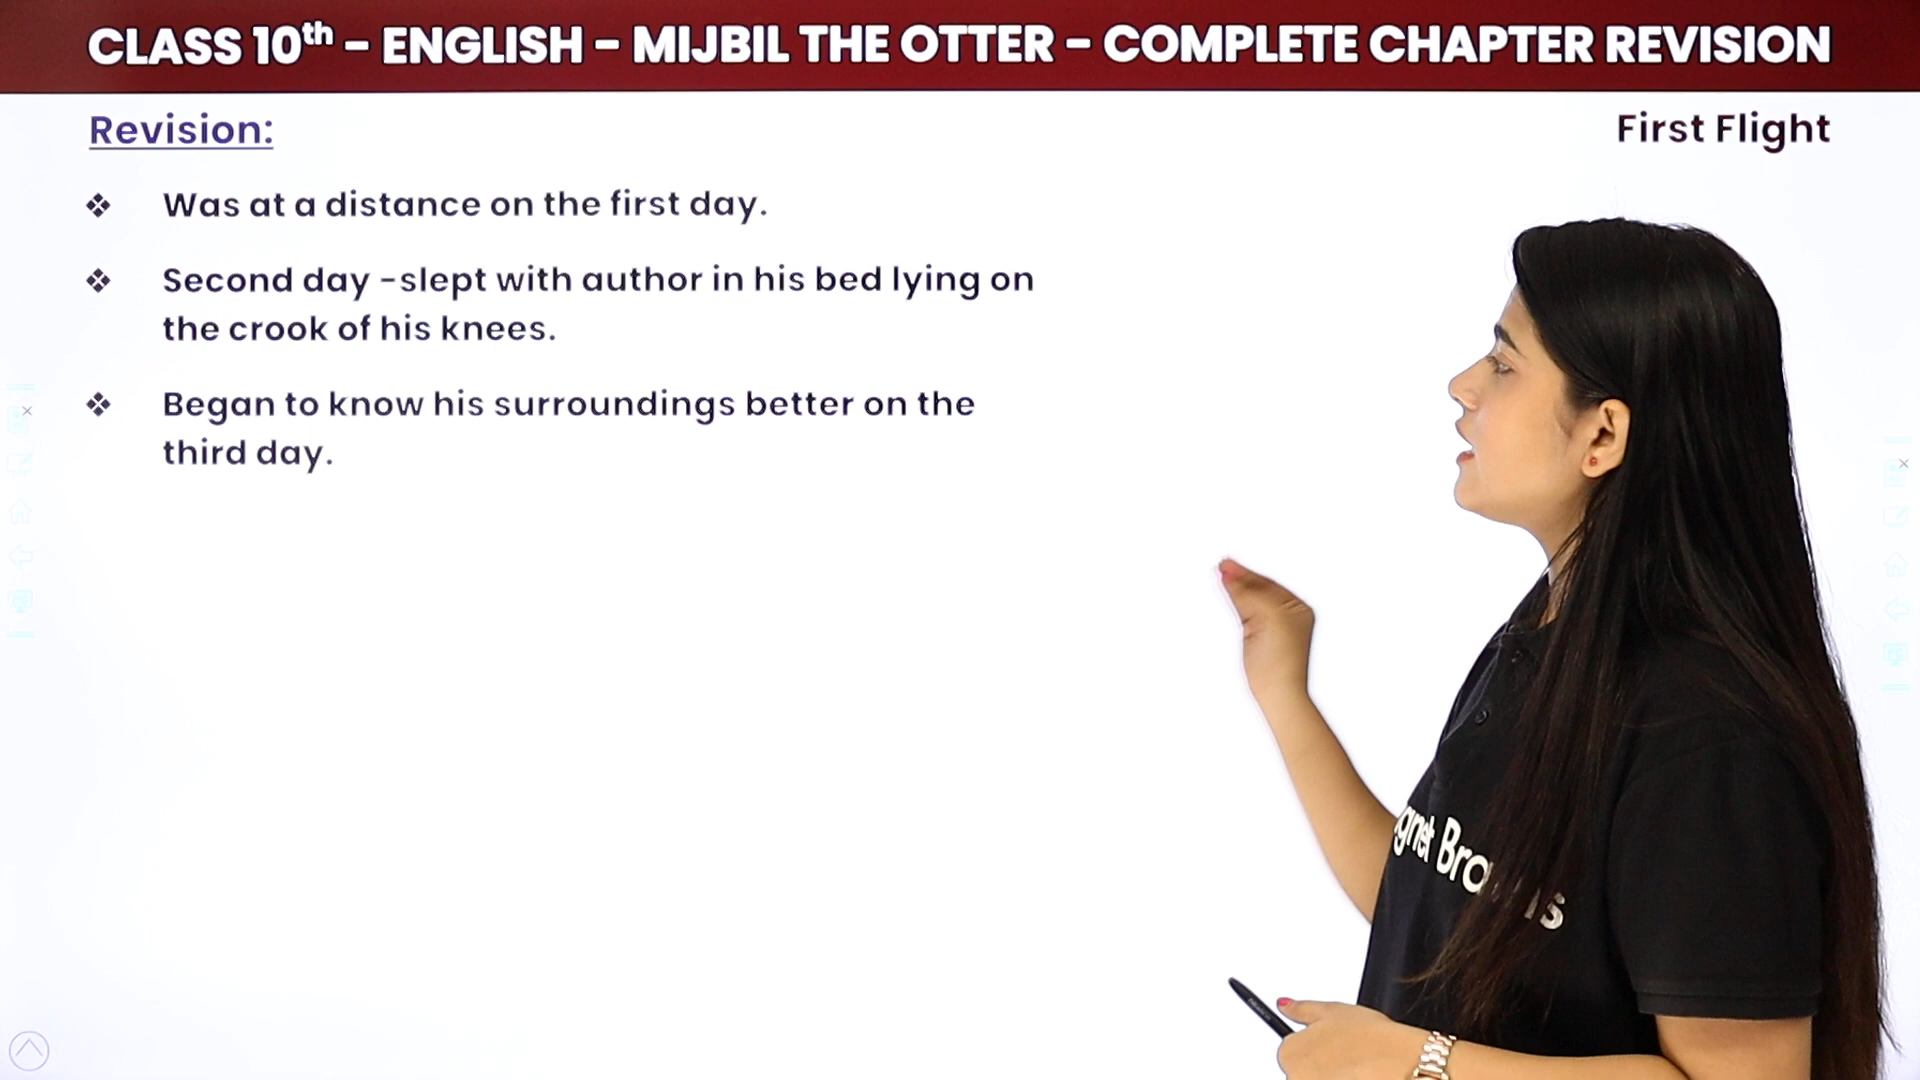 CLASS 10th – ENGLISH – MIJBIL THE OTTER – COMPLETE CHAPTER REVISION
Revision:
First Flight
❖ Was at a distance on the first day.
❖ Second day –slept with author in his bed lying on
the crook of his knees.
❖ Began to know his surroundings better on the
third day.
gnet Bra